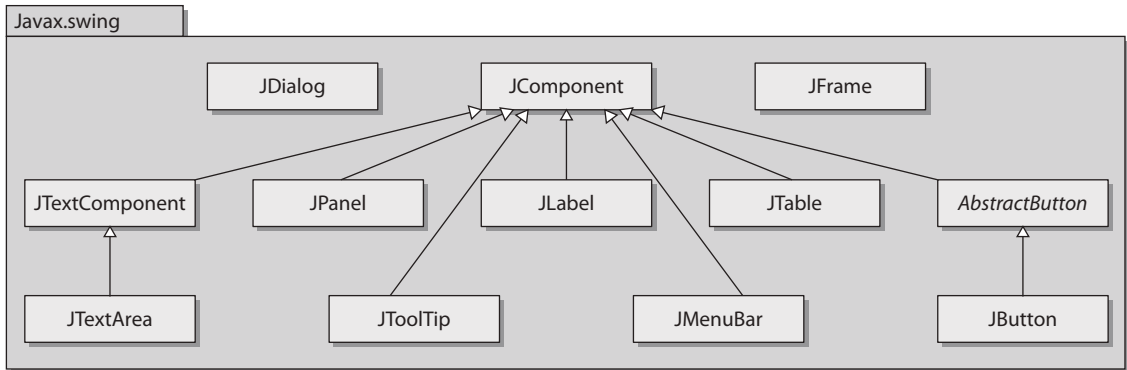 Javax.swing
JDialog
JComponent
JFrame
JTextComponent
JPanel
JLabel
JTable
AbstractButton
JTextArea
JToolTip
JMenuBar
JButton